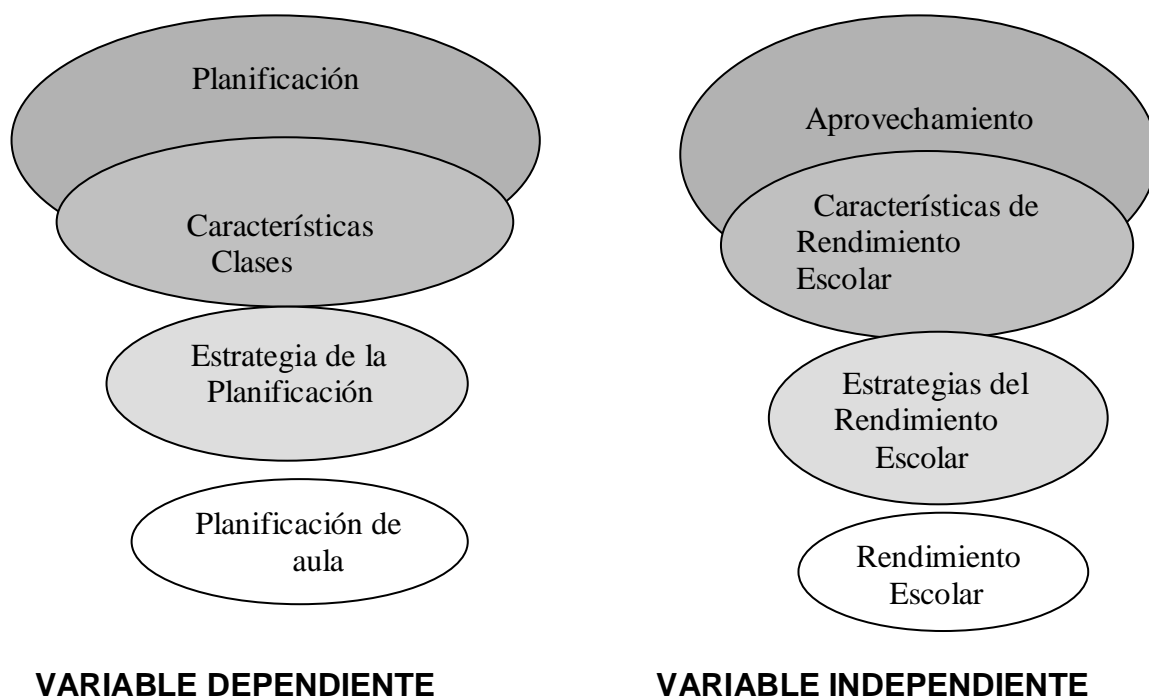 Planificación
Características
Clases
Estrategia de la
Planificación
Planificación de
aula
VARIABLE DEPENDIENTE
Aprovechamiento
Características de
Rendimiento
Escolar
Estrategias del
Rendimiento
Escolar
Rendimiento
Escolar
VARIABLE INDEPENDIENTE